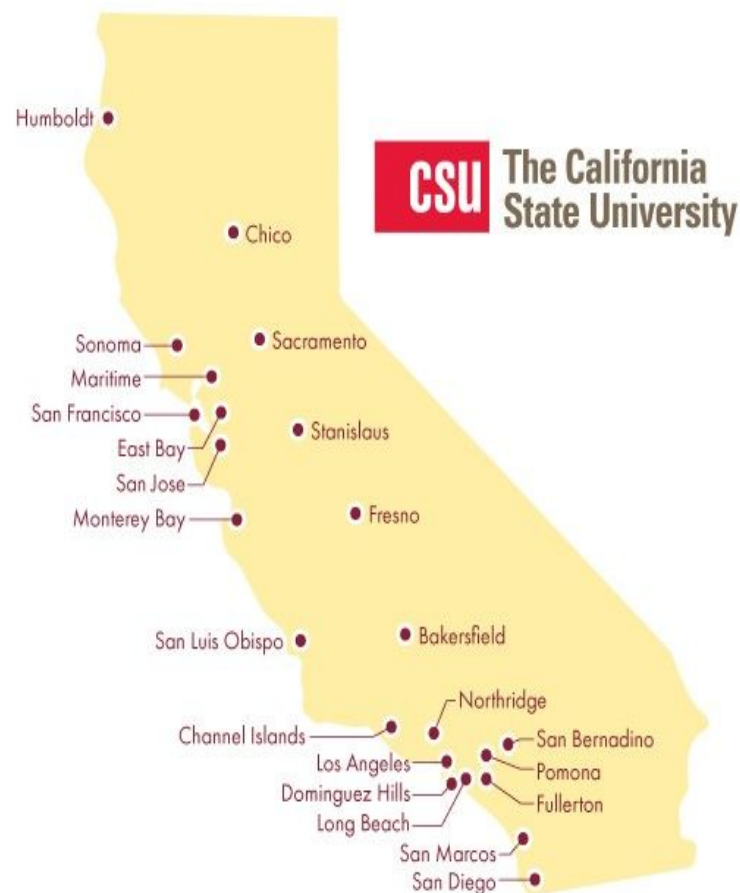 Humboldt
CSU The California
State University
Chico
Sonoma
Sacramento
Maritime
San Francisco
Stanislaus
East Bay
San Jose
Monterey Bay
Fresno
San Luis Obispo
Bakersfield
Northridge
Channel Islands
San Bernadino
Los Angeles
Pomona
Dominguez Hills
Fullerton
Long Beach
San Marcos
San Diego